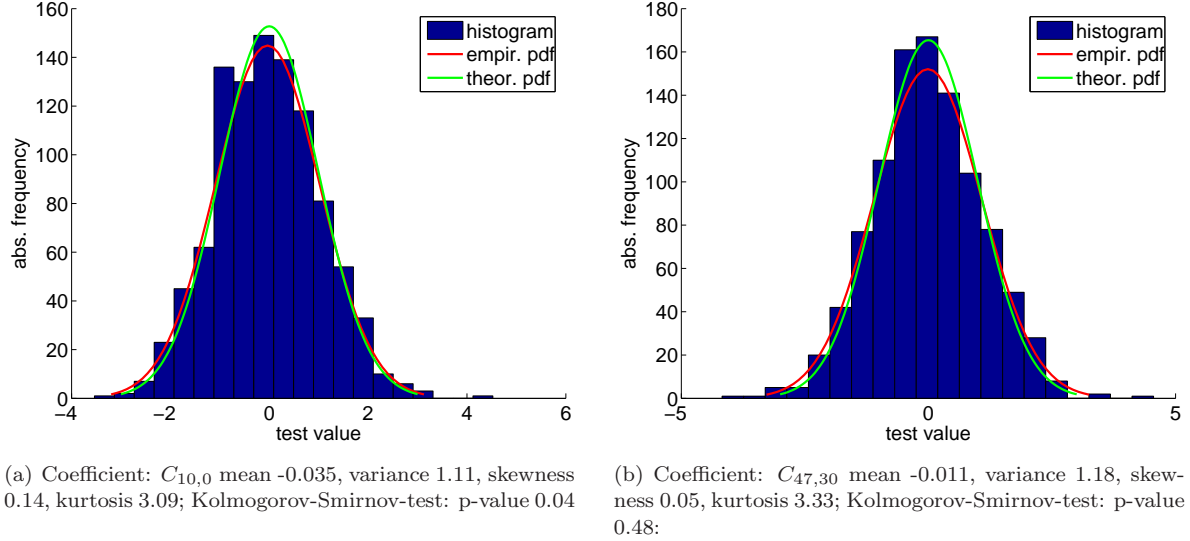 160
140
120
100
80
60
40
20
0
abs. frequency
−4
−2
0
2
4
6
test value
histogram
empir. pdf
theor. pdf
180
160
140
120
100
80
60
40
20
0
abs. frequency
−5
0
5
test value
histogram
empir. pdf
theor. pdf
(a) Coefficient: C10,0 mean -0.035, variance 1.11, skewness
0.14, kurtosis 3.09; Kolmogorov-Smirnov-test: p-value 0.04
(b) Coefficient: C47,30 mean -0.011, variance 1.18, skew-
ness 0.05, kurtosis 3.33; Kolmogorov-Smirnov-test: p-value
0.48: